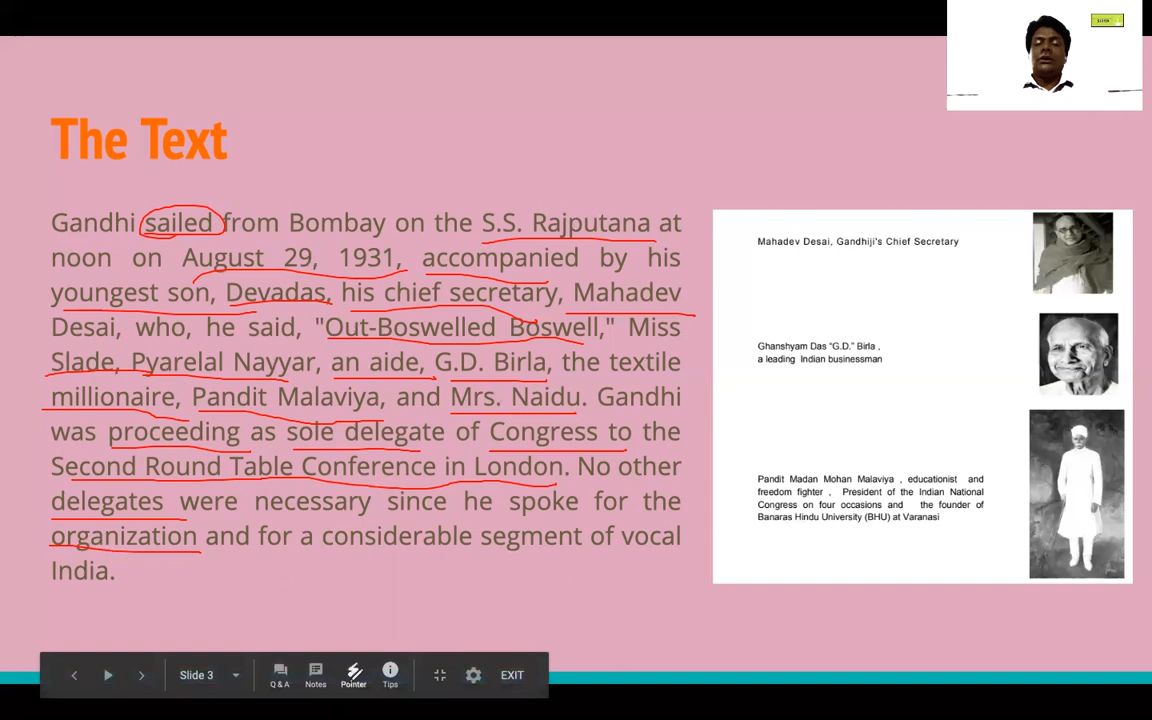 The Text
Gandhi sailed from Bombay on the S.S. Rajputana at
noon on August 29, 1931, accompanied by his
youngest son, Devadas, his chief secretary, Mahadev
Desai, who, he said, "Out-Boswelled Boswell," Miss
Slade, Pyarelal Nayyar, an aide, G.D. Birla, the textile
millionaire, Pandit Malaviya, and Mrs. Naidu. Gandhi
was proceeding as sole delegate of Congress to the
Second Round Table Conference in London. No other
delegates were necessary since he spoke for the
organization and for a considerable segment of vocal
India.
Mahadev Desai, Gandhiji's Chief Secretary
Ghanshyam Das "G.D." Birla ,
a leading Indian businessman
Pandit Madan Mohan Malaviya , educationist and
freedom fighter , President of the Indian National
Congress on four occasions and the founder of
Banaras Hindu University (BHU) at Varanasi
Slide 3
Q & A
Notes
Pointer
Tips
EXIT